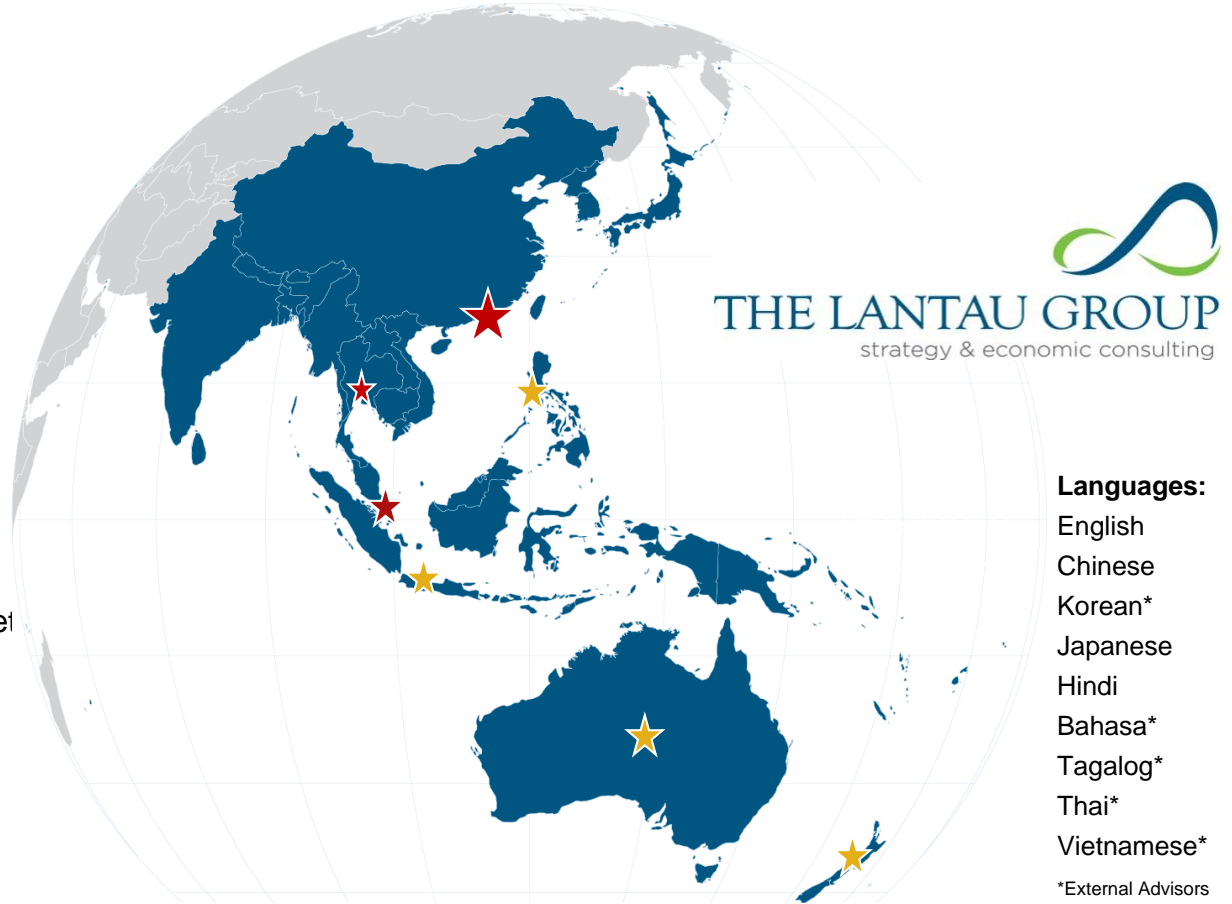 THE LANTAU GROUP
strategy & economic consulting
Languages:
English
Chinese
Korean*
Japanese
Hindi
Bahasa*
Tagalog*
Thai*
Vietnamese*
*External Advisors